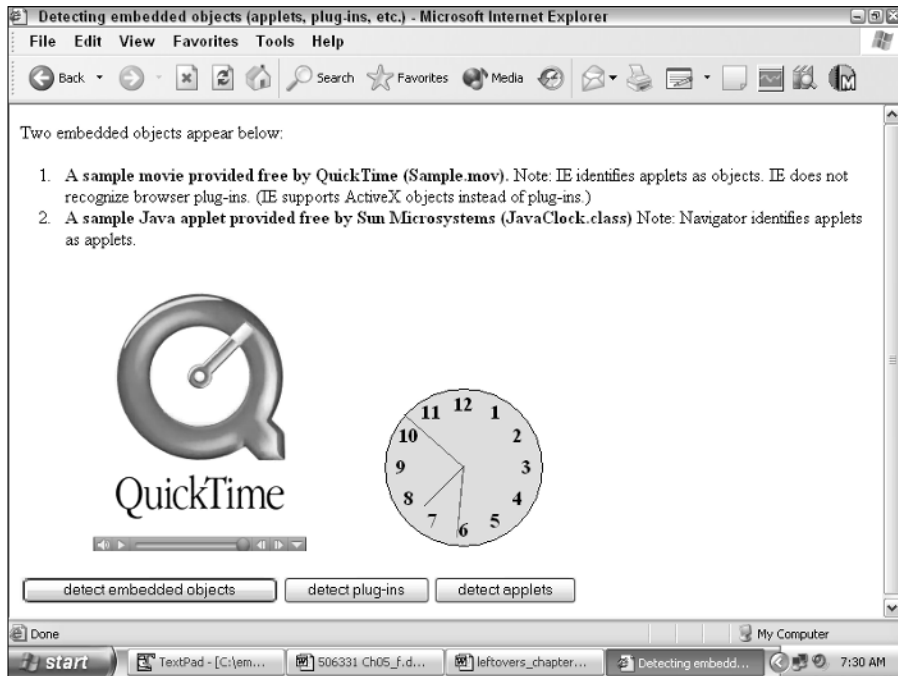 Detecting embedded objects (applets, plug-ins, etc.) - Microsoft Internet Explorer
File Edit View Favorites Tools Help
Back Search Favorites Media
Two embedded objects appear below:
1. A sample movie provided free by QuickTime (Sample.mov). Note: IE identifies applets as objects. IE does not
recognize browser plug-ins. (IE supports ActiveX objects instead of plug-ins.)
2. A sample Java applet provided free by Sun Microsystems (JavaClock.class) Note: Navigator identifies applets
as applets.
QuickTime
12
11 1
10 2
9 3
8 4
7 5
6
detect embedded objects detect plug-ins detect applets
Done My Computer
start TextPad - [C:\em... 506331 Ch05_f.d... leftovers_chapter... Detecting embedd... 7:30 AM